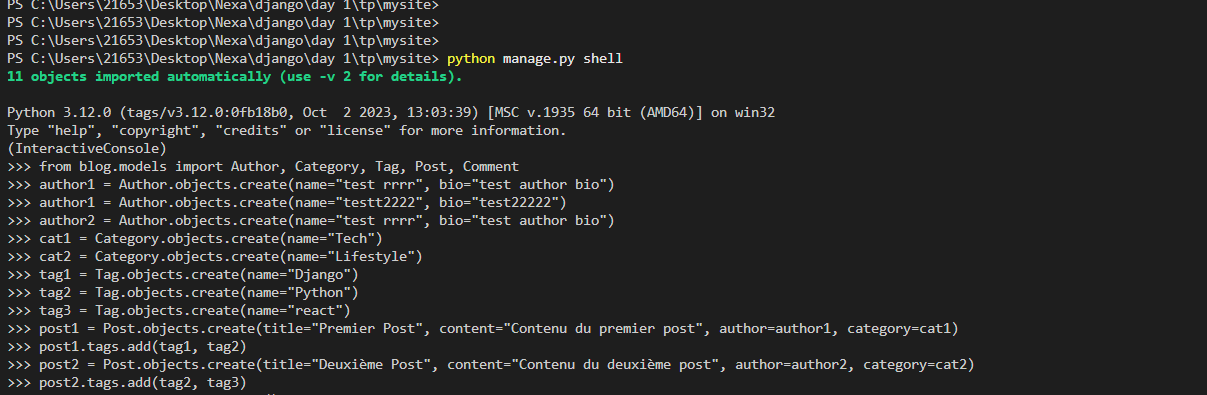 PS C:\Users\21653\Desktop\Nexa\django\day 1\tp\mysite>
PS C:\Users\21653\Desktop\Nexa\django\day 1\tp\mysite>
PS C:\Users\21653\Desktop\Nexa\django\day 1\tp\mysite>
PS C:\Users\21653\Desktop\Nexa\django\day 1\tp\mysite> python manage.py shell
11 objects imported automatically (use -v 2 for details).
Python 3.12.0 (tags/v3.12.0:0fb18b0, Oct  2 2023, 13:03:39) [MSC v.1935 64 bit (AMD64)] on win32
Type "help", "copyright", "credits" or "license" for more information.
(InteractiveConsole)
>>> from blog.models import Author, Category, Tag, Post, Comment
>>> author1 = Author.objects.create(name="test rrrr", bio="test author bio")
>>> author1 = Author.objects.create(name="testt2222", bio="test22222")
>>> author2 = Author.objects.create(name="test rrrr", bio="test author bio")
>>> cat1 = Category.objects.create(name="Tech")
>>> cat2 = Category.objects.create(name="Lifestyle")
>>> tag1 = Tag.objects.create(name="Django")
>>> tag2 = Tag.objects.create(name="Python")
>>> tag3 = Tag.objects.create(name="react")
>>> post1 = Post.objects.create(title="Premier Post", content="Contenu du premier post", author=author1, category=cat1)
>>> post1.tags.add(tag1, tag2)
>>> post2 = Post.objects.create(title="Deuxième Post", content="Contenu du deuxième post", author=author2, category=cat2)
>>> post2.tags.add(tag2, tag3)